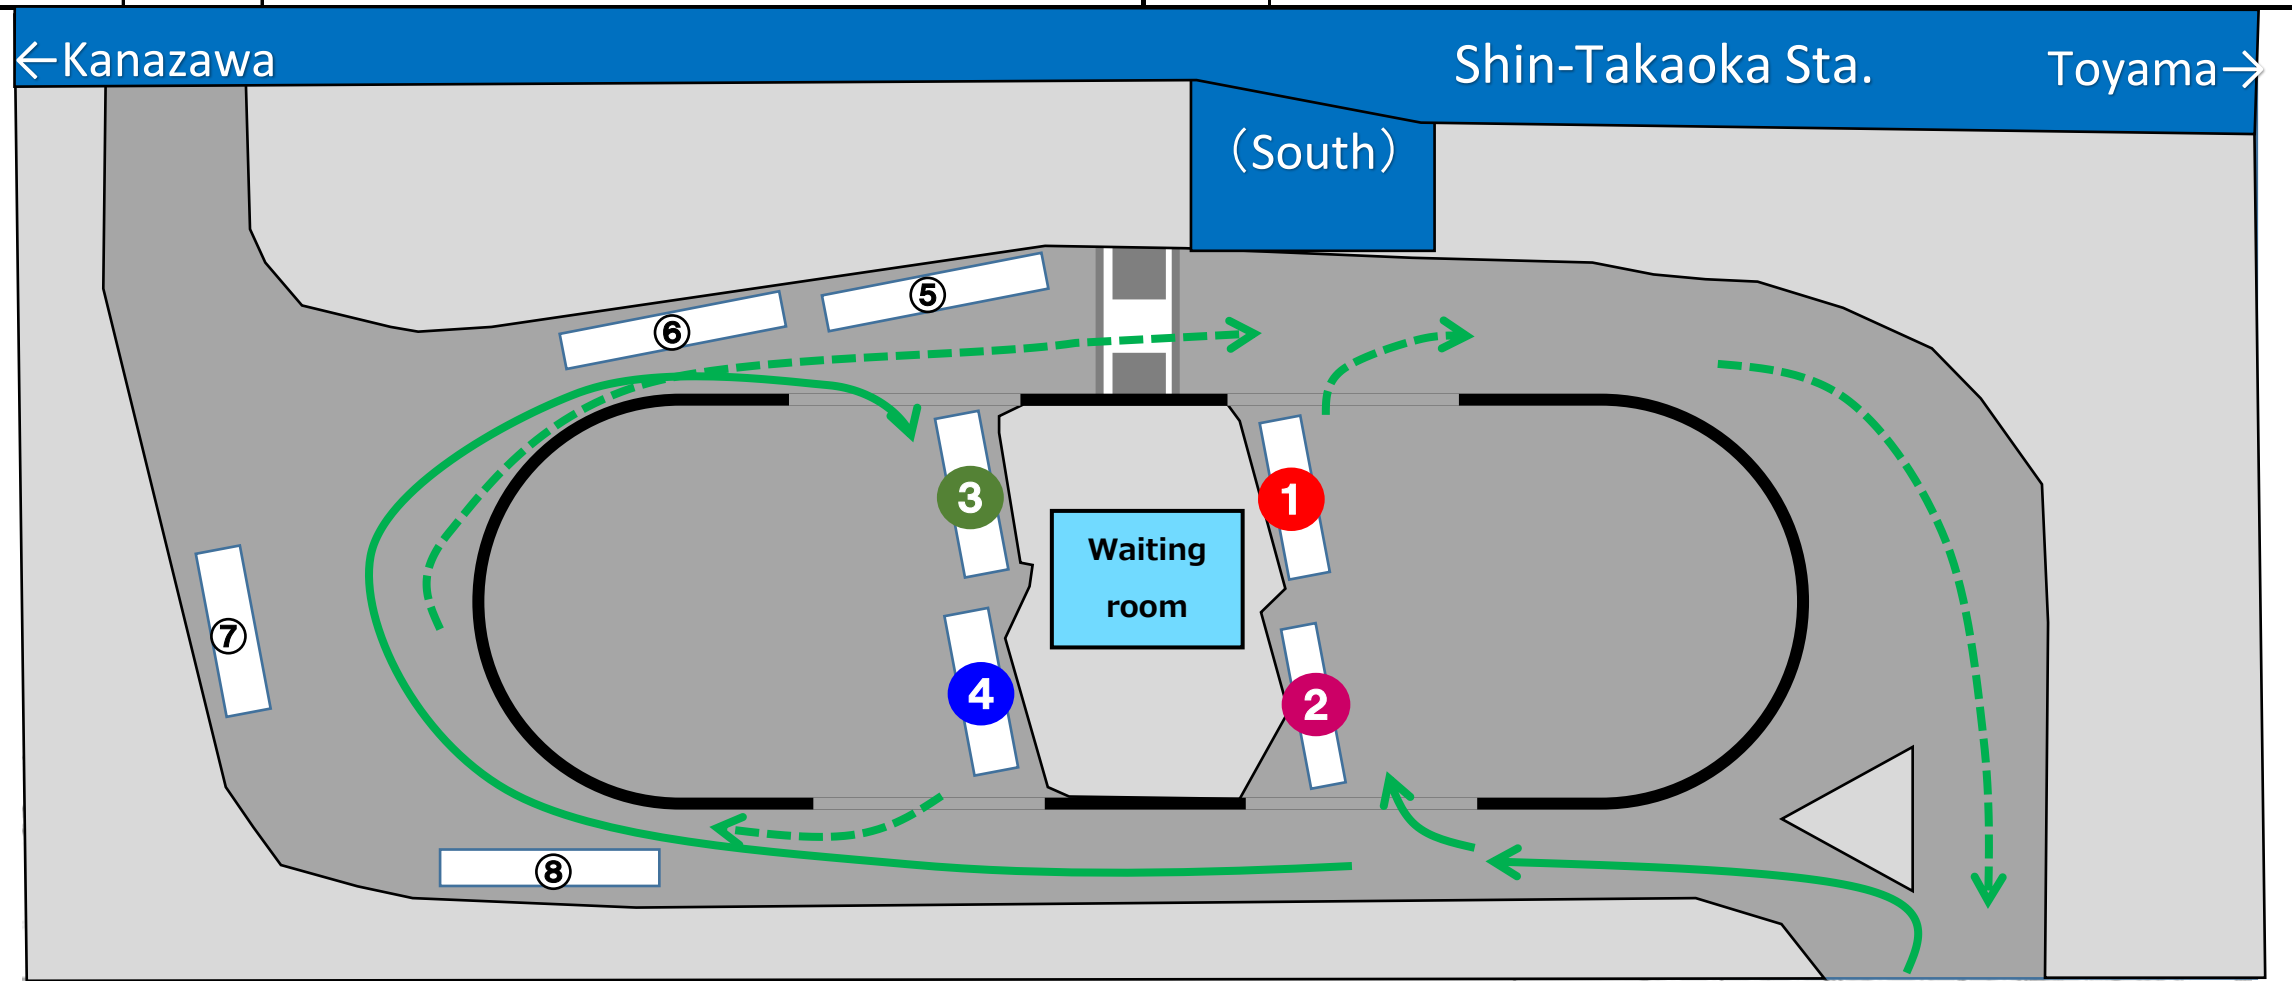 ←Kanazawa
Shin-Takaoka Sta.
Toyama→
（South）
⑤
⑥
3
1
Waiting
room
⑦
4
2
⑧